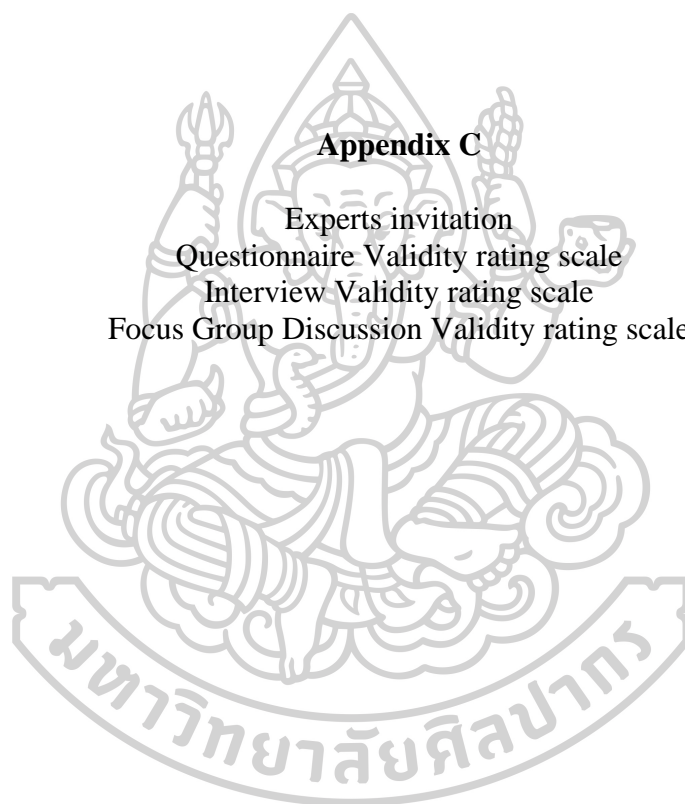 Appendix C
Experts invitation
Questionnaire Validity rating scale
Interview Validity rating scale
Focus Group Discussion Validity rating scale
มหาวิทยาลัยศิลปากร